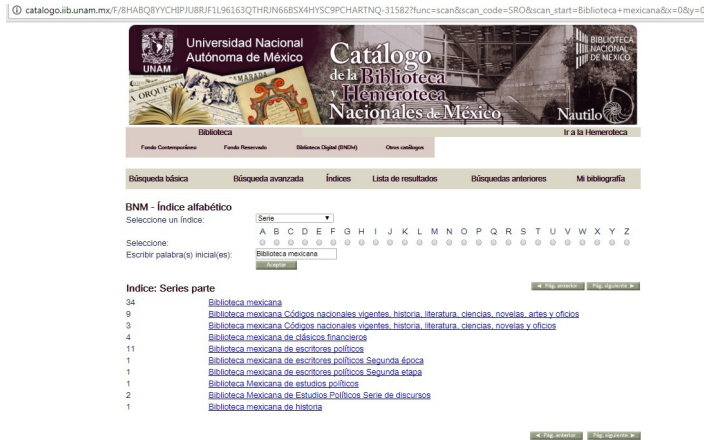 catalogo.iib.unam.mx/F/8HABQ8YYCHIPJU8RJF1L96163QTHRJN66BSX4HYSC9PCHARTNQ-31582?func=scan&scan_code=SRO&scan_start=Biblioteca+mexicana&x=0&y=0
UNAM
Universidad Nacional
Autónoma de México
Catálogo
de la Biblioteca
y Hemeroteca
Nacionales de México
BIBLIOTECA
NACIONAL
DE MÉXICO
Nautilo
Biblioteca Ir a la Hemeroteca
Fondo Contemporáneo Fondo Reservado Biblioteca Digital (BNDM) Otros catálogos
Búsqueda básica Búsqueda avanzada Índices Lista de resultados Búsquedas anteriores Mi bibliografía
BNM - Índice alfabético
Seleccione un índice: Serie
A B C D E F G H I J K L M N O P Q R S T U V W X Y Z
Seleccione:
Escribir palabra(s) inicial(es): Biblioteca mexicana
Aceptar
Indice: Series parte ◄ Pág. anterior Pág. siguiente ►
34 Biblioteca mexicana
9 Biblioteca mexicana Códigos nacionales vigentes, historia, literatura, ciencias, novelas, artes y oficios
3 Biblioteca mexicana Códigos nacionales vigentes, historia, literatura, ciencias, novelas y oficios
4 Biblioteca mexicana de clásicos financieros
11 Biblioteca mexicana de escritores políticos
1 Biblioteca mexicana de escritores políticos Segunda época
1 Biblioteca mexicana de escritores políticos Segunda etapa
1 Biblioteca Mexicana de estudios políticos
2 Biblioteca Mexicana de Estudios Políticos Serie de discursos
1 Biblioteca mexicana de historia
◄ Pág. anterior Pág. siguiente ►